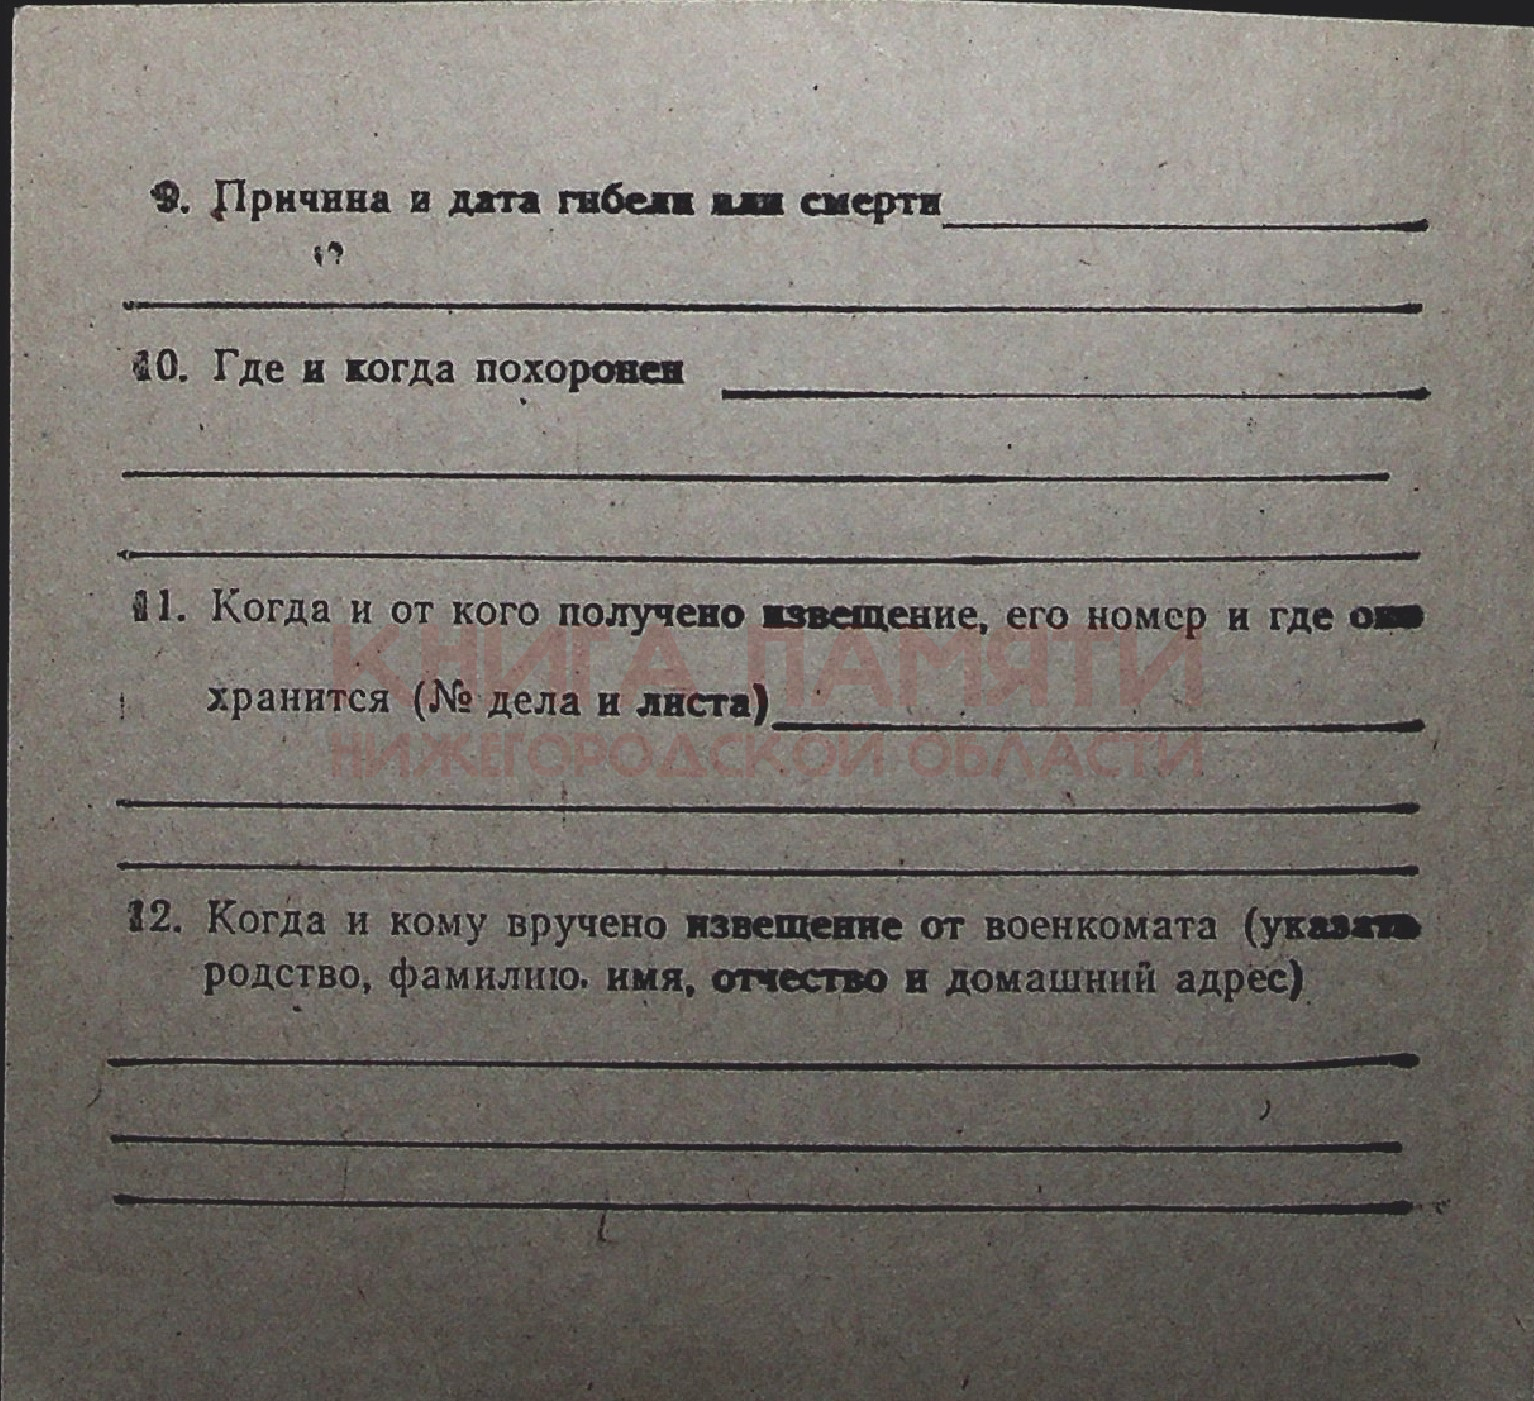 9. Причина и дата гибели или смерти
10. Где и когда похоронен
11. Когда и от кого получено извещение, его номер и где оно
КНИГА ПАМЯТИ
хранится (№ дела и листа)
НИЖЕГОРОДСКОЙ ОБЛАСТИ
12. Когда и кому вручено извещение от военкомата (указать
родство, фамилию. имя, отчество и домашний адрес)